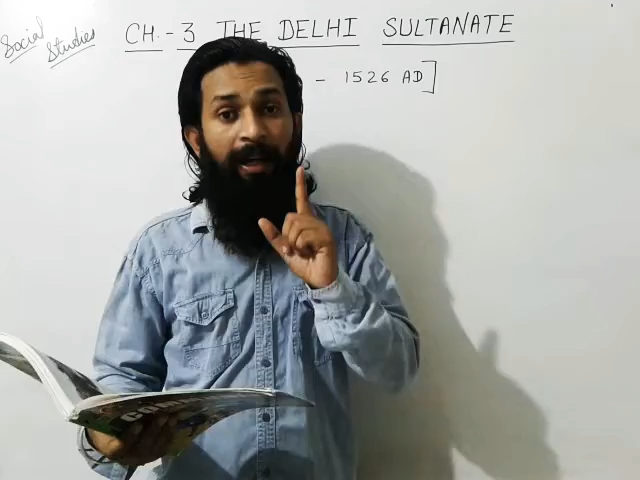 Social
Studies
CH.-3 THE DELHI SULTANATE
- 1526 AD]